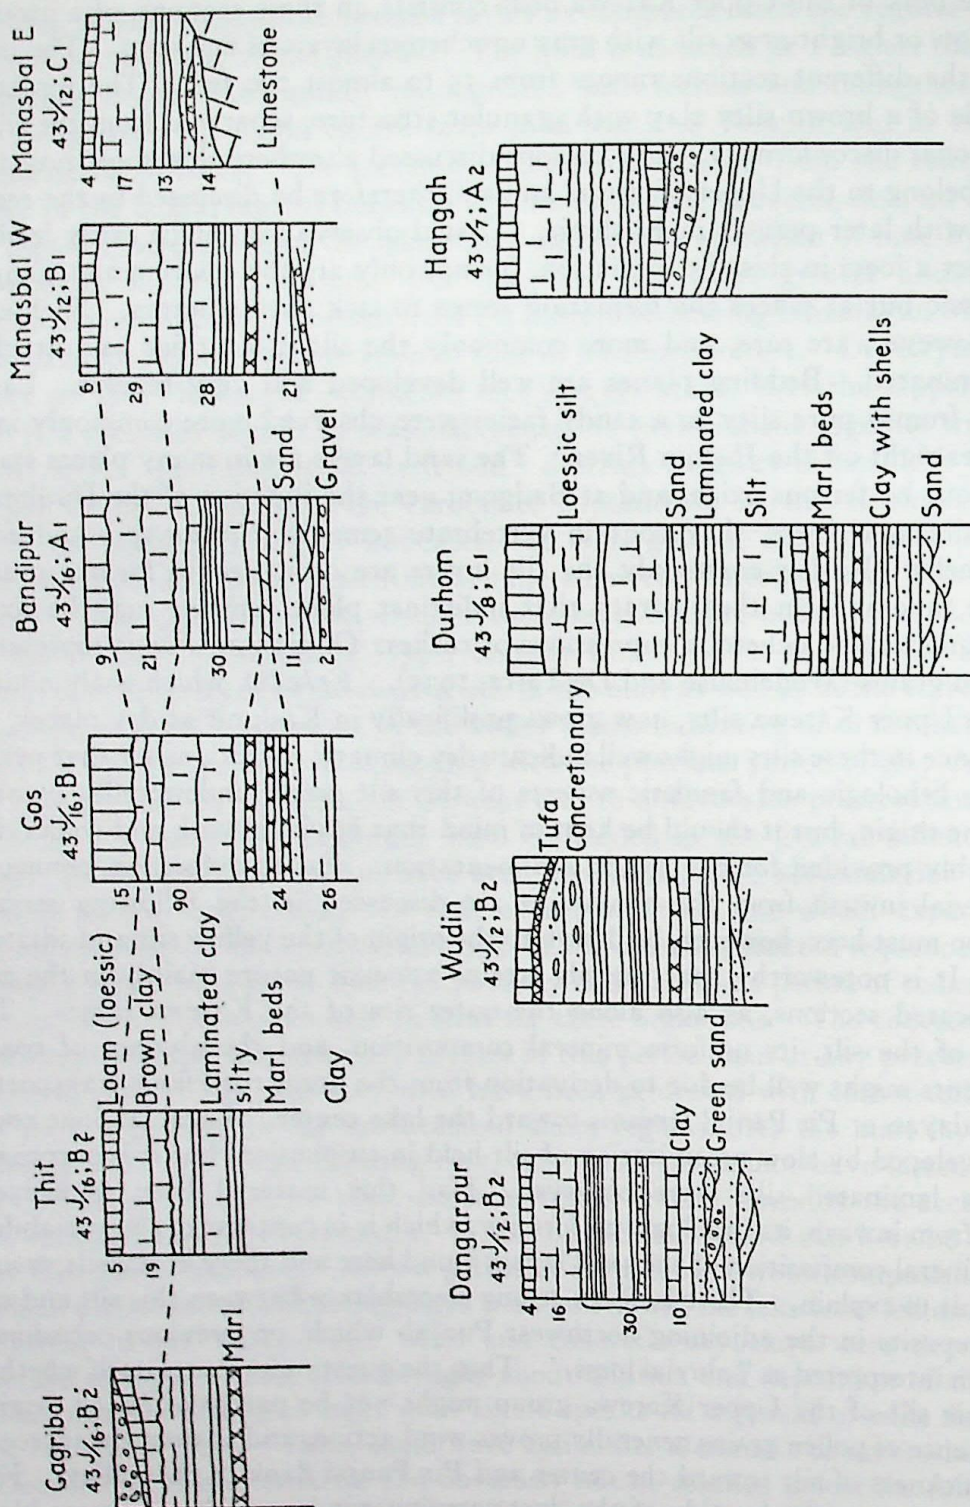 Gagribal
43 J/16; D2
Marl
Thit
43 J/16; B2
5
19
Loam (loessic)
Brown clay
Laminated clay
Silty
Marl beds
Clay
Gos
43 J/16; B1
15
90
24
26
Bandipur
43 J/16; A1
9
21
30
11
2
Sand
Gravel
Manasbal W
43 J/12; B1
6
29
28
21
Manasbal E
43 J/12; C1
4
17
13
14
Limestone
43 J/12; B2
4
16
30
10
Clay
Green sand
Wudin
43 J/12; B2
Tufa
Concretionary
Durhom
43 J/8; C1
Loessic silt
Sand
Laminated clay
Silt
Marl beds
Clay with shells
Sand
Hangah
43 J/7; A2